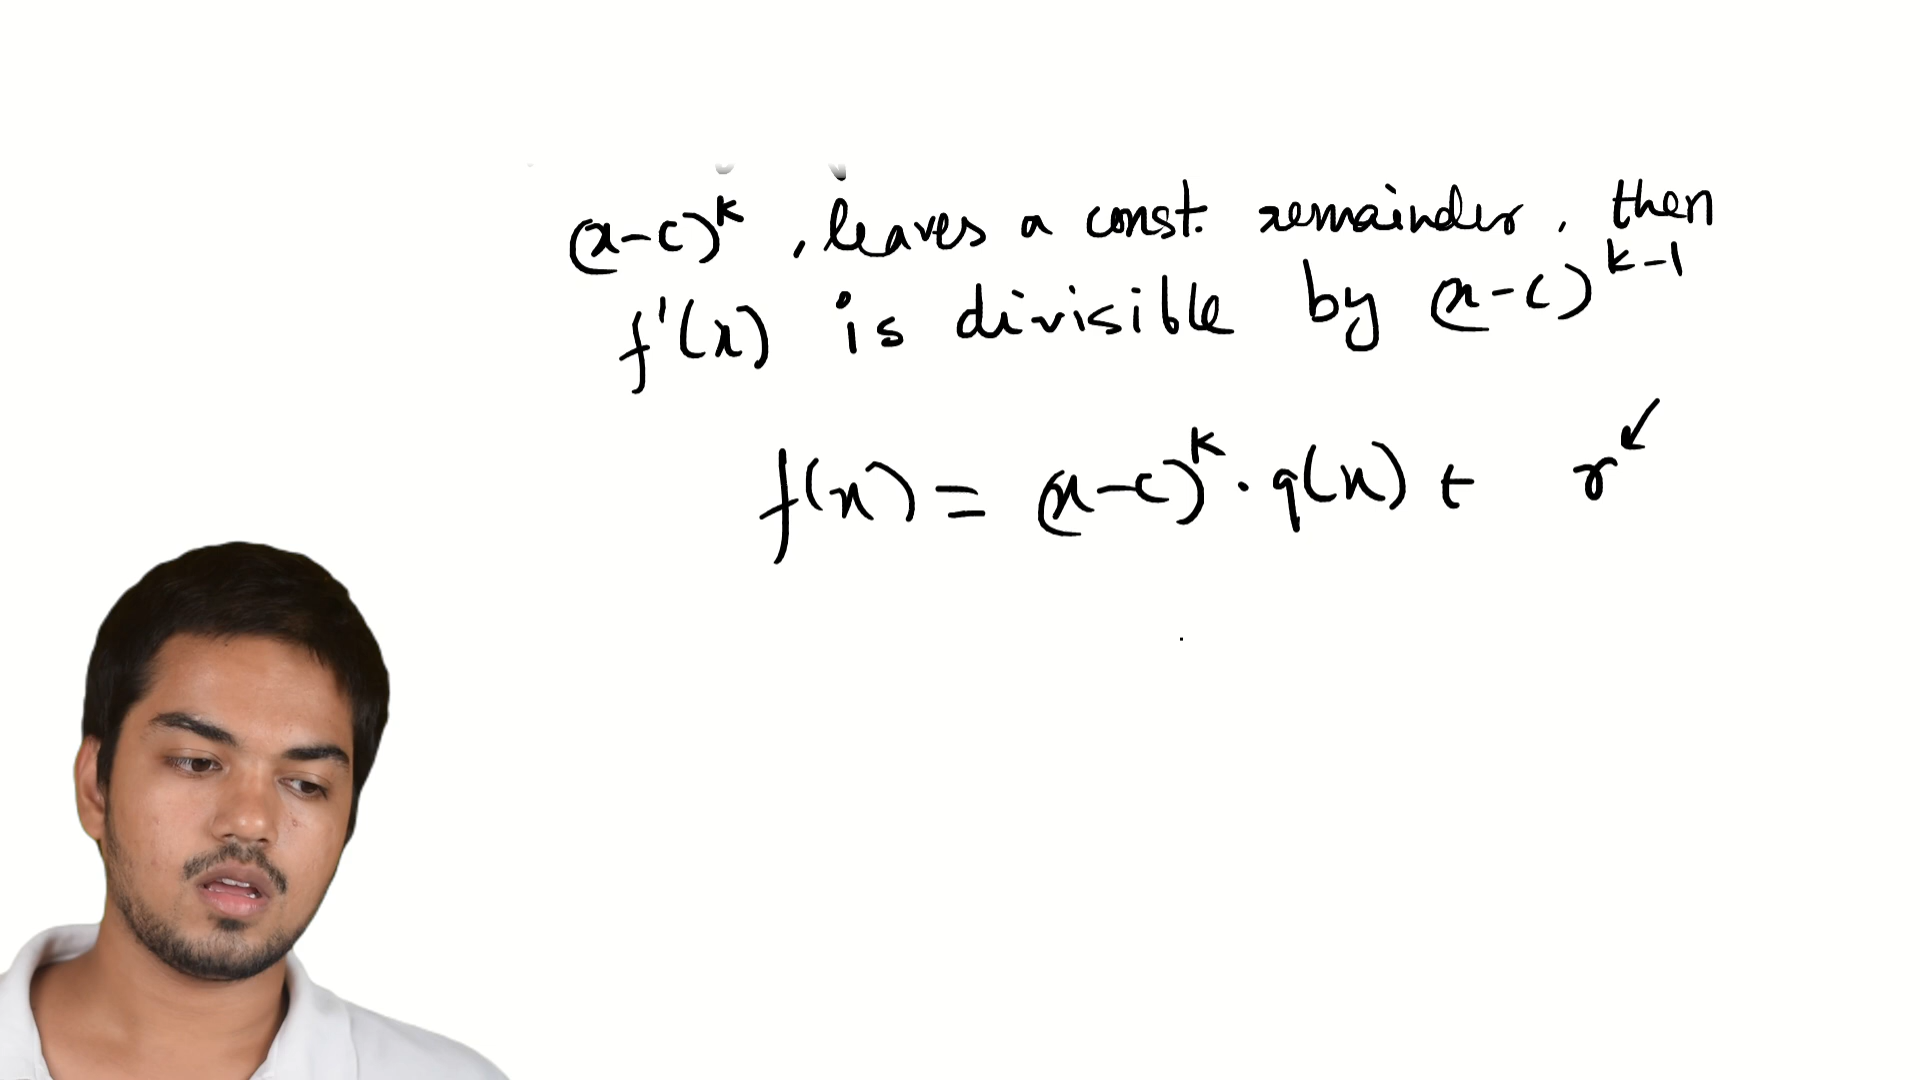 (x-c)^k , leaves a const. remainder, then
f'(x) is divisible by (x-c)^{k-1}
f(x) = (x-c)^k · q(x) + r